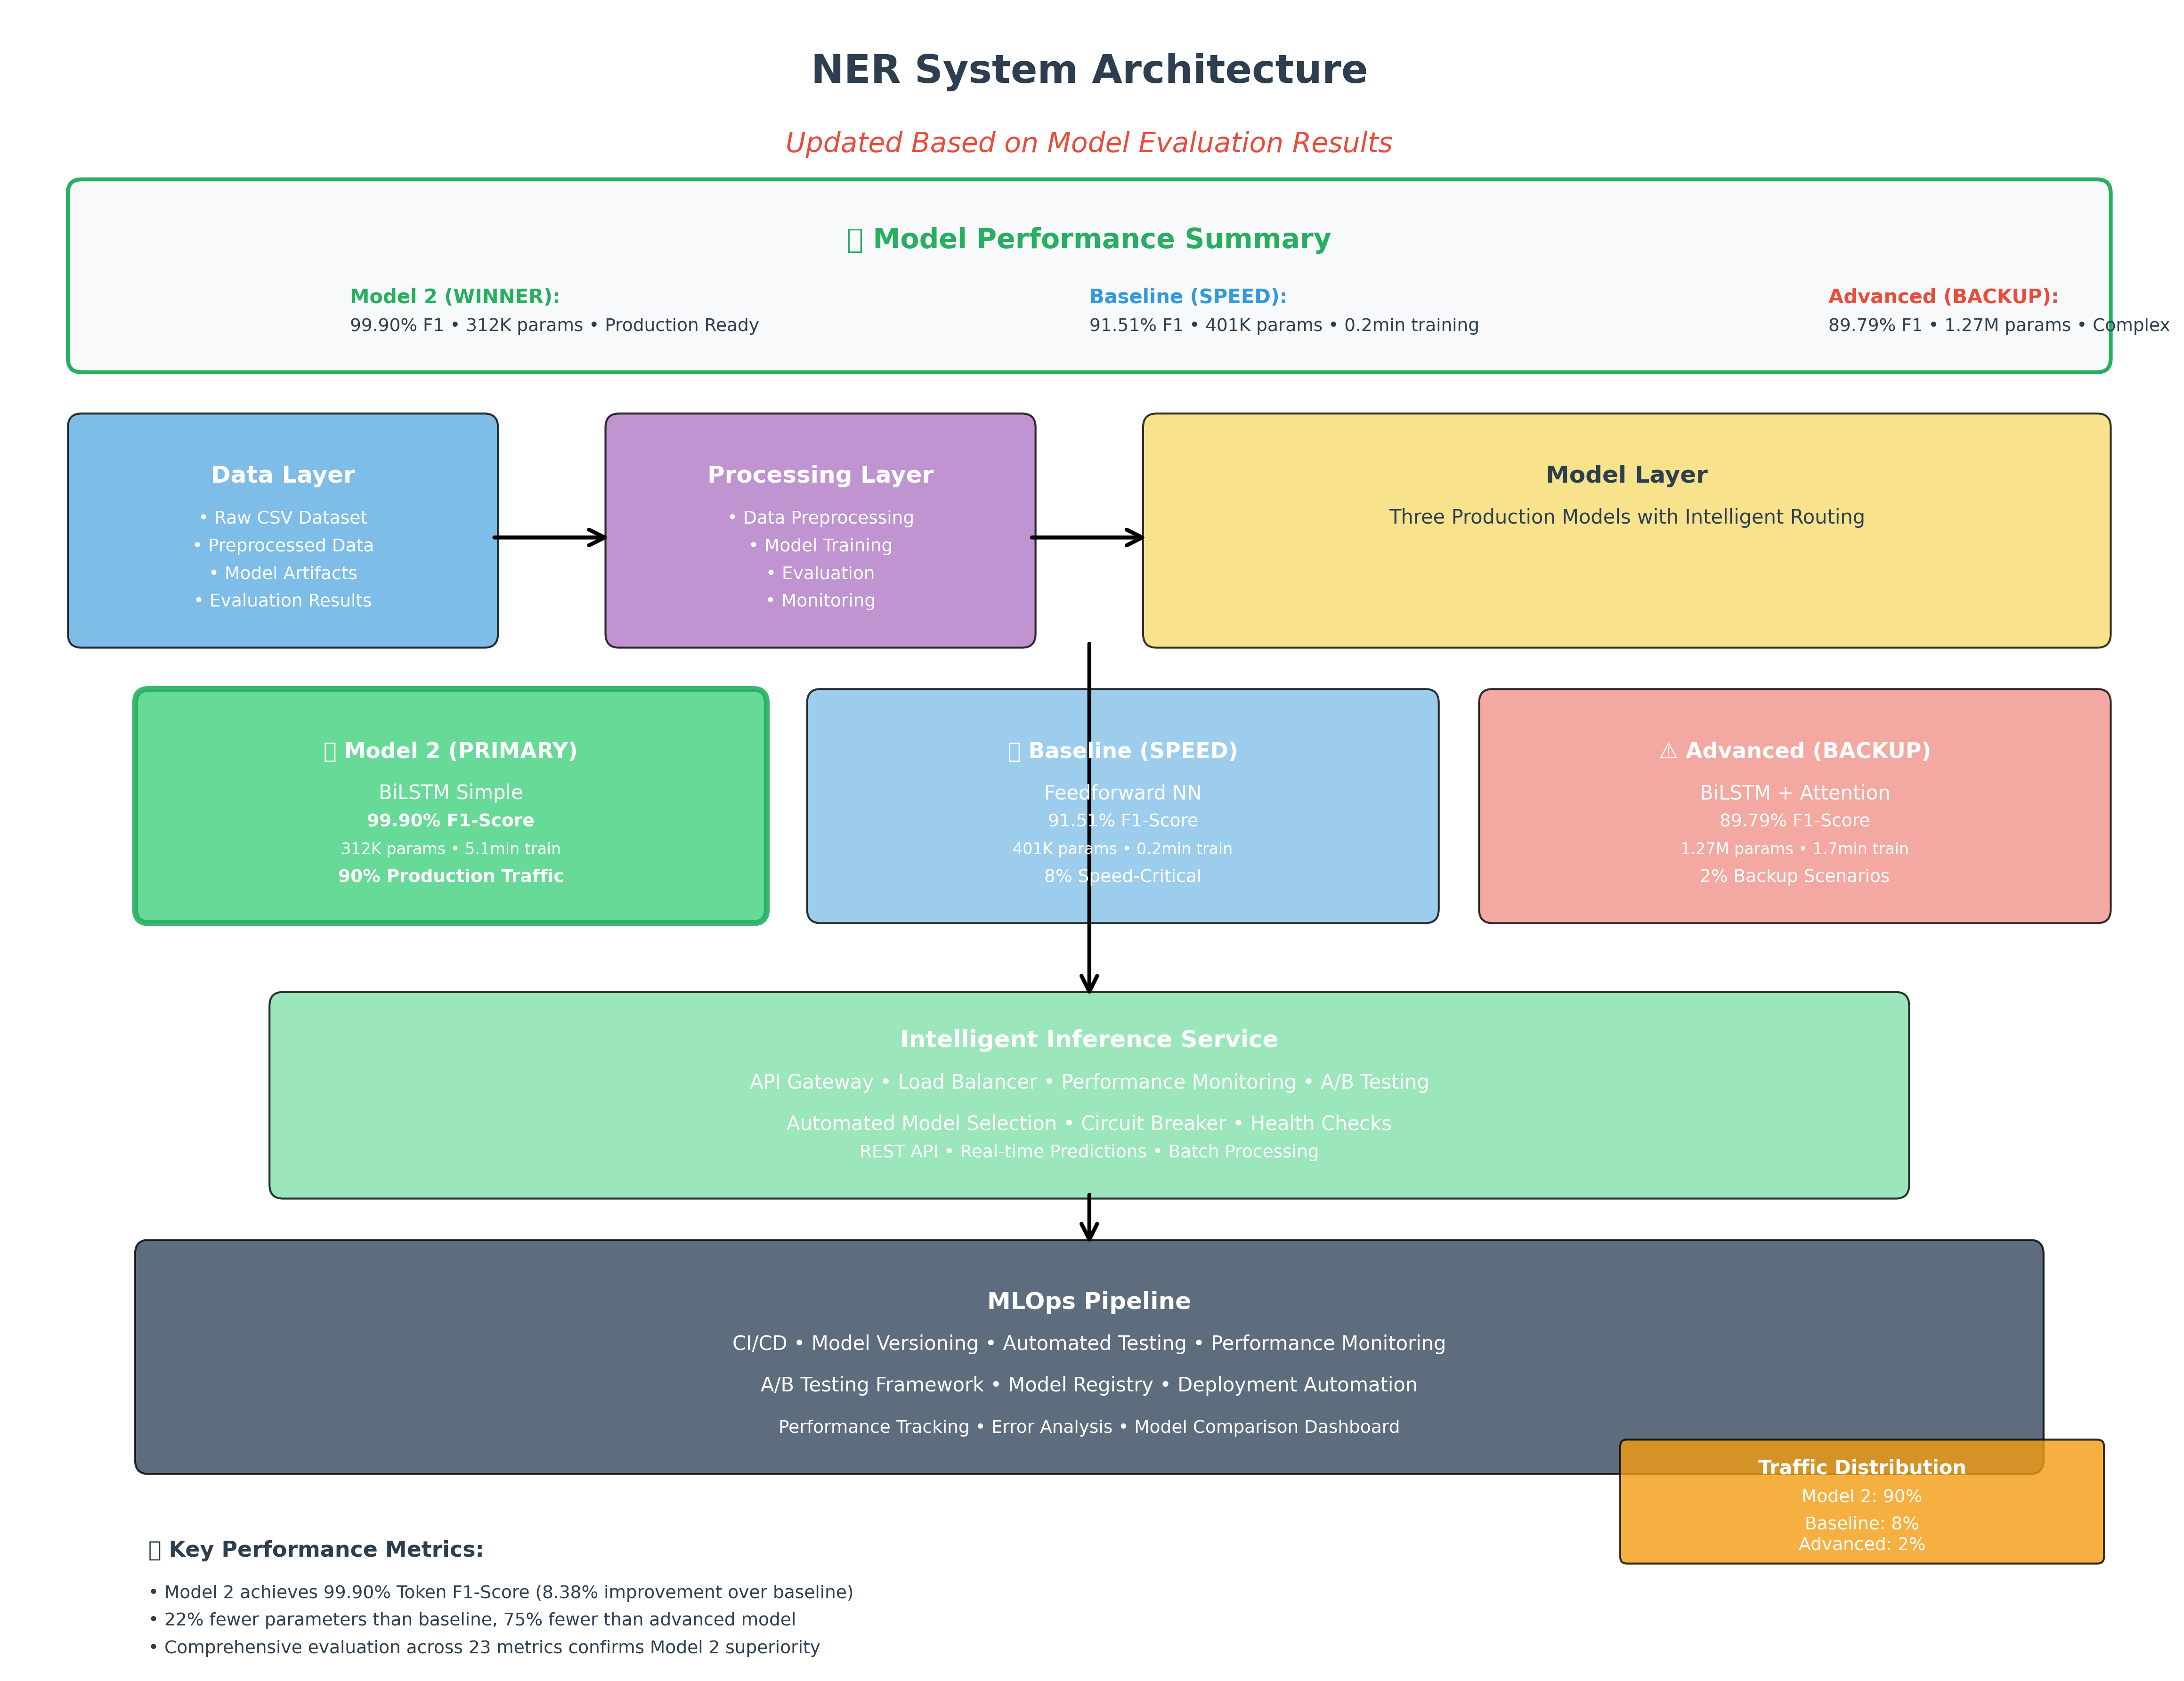 NER System Architecture
Updated Based on Model Evaluation Results
Model Performance Summary
Model 2 (WINNER):
99.90% F1 • 312K params • Production Ready
Baseline (SPEED):
91.51% F1 • 401K params • 0.2min training
Advanced (BACKUP):
89.79% F1 • 1.27M params • Complex
Data Layer
• Raw CSV Dataset
• Preprocessed Data
• Model Artifacts
• Evaluation Results
Processing Layer
• Data Preprocessing
• Model Training
• Evaluation
• Monitoring
Model Layer
Three Production Models with Intelligent Routing
Model 2 (PRIMARY)
BiLSTM Simple
99.90% F1-Score
312K params • 5.1min train
90% Production Traffic
Baseline (SPEED)
Feedforward NN
91.51% F1-Score
401K params • 0.2min train
8% Speed-Critical
⚠ Advanced (BACKUP)
BiLSTM + Attention
89.79% F1-Score
1.27M params • 1.7min train
2% Backup Scenarios
Intelligent Inference Service
API Gateway • Load Balancer • Performance Monitoring • A/B Testing
Automated Model Selection • Circuit Breaker • Health Checks
REST API • Real-time Predictions • Batch Processing
MLOps Pipeline
CI/CD • Model Versioning • Automated Testing • Performance Monitoring
A/B Testing Framework • Model Registry • Deployment Automation
Performance Tracking • Error Analysis • Model Comparison Dashboard
Traffic Distribution
Model 2: 90%
Baseline: 8%
Advanced: 2%
Key Performance Metrics:
• Model 2 achieves 99.90% Token F1-Score (8.38% improvement over baseline)
• 22% fewer parameters than baseline, 75% fewer than advanced model
• Comprehensive evaluation across 23 metrics confirms Model 2 superiority